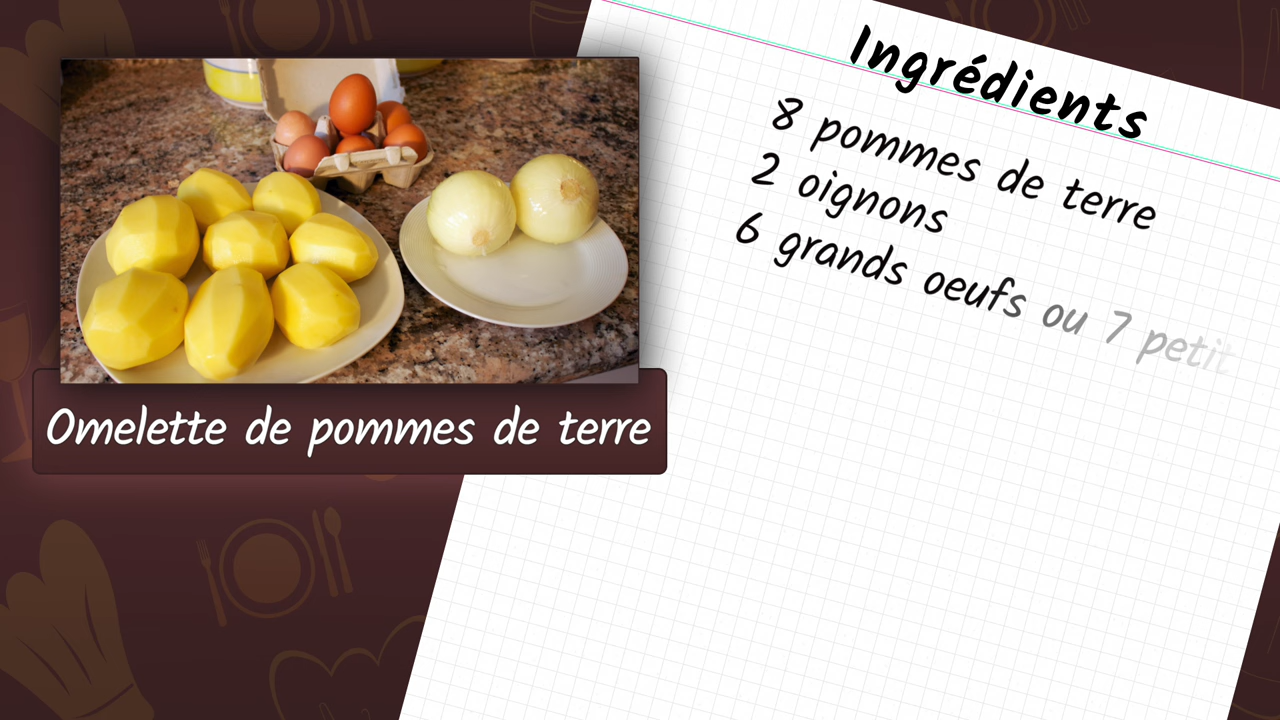 Ingrédients
8 pommes de terre
2 oignons
6 grands oeufs ou 7 petit
Omelette de pommes de terre